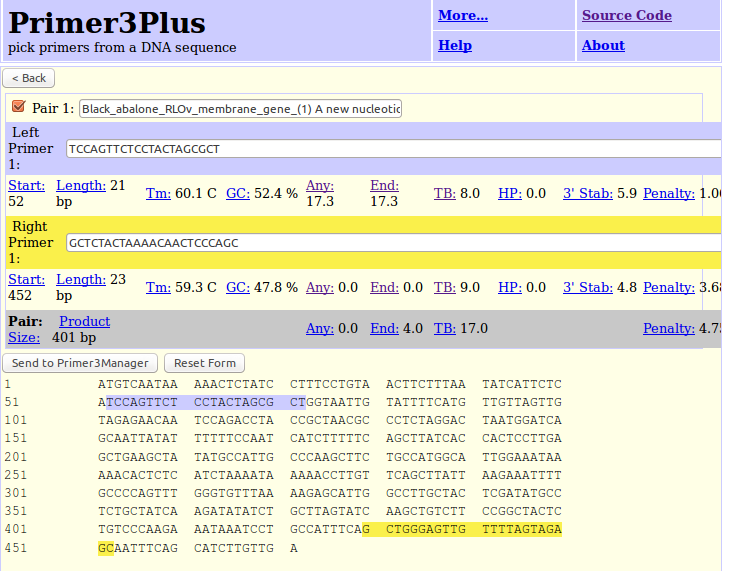 Primer3Plus
pick primers from a DNA sequence
More... Source Code
Help About
< Back
Pair 1: Black_abalone_RLOv_membrane_gene_(1) A new nucleotic
Left Primer 1: TCCAGTTCTCCTACTAGCGCT
Start: 52 Length: 21 bp Tm: 60.1 C GC: 52.4 % Any: 17.3 End: 17.3 TB: 8.0 HP: 0.0 3' Stab: 5.9 Penalty: 1.0
Right Primer 1: GCTCTACTAAAACAACTCCCAGC
Start: 452 Length: 23 bp Tm: 59.3 C GC: 47.8 % Any: 0.0 End: 0.0 TB: 9.0 HP: 0.0 3' Stab: 4.8 Penalty: 3.6
Pair: Product Size: 401 bp Any: 0.0 End: 4.0 TB: 17.0 Penalty: 4.7
Send to Primer3Manager Reset Form
1 ATGTCAATAA AAACTCTATC CCTTTCCTGTA ACTTCTTTAA TATCATTCTC
51 ATCCAGTTCT CCTACTAGCG CTGGTAATTG GTATTTTCATG TTGTTAGTTG
101 TAGAGAACAA TCCAGACCTA CCGCTAACGC CCTCTAGGAC TAATGGATCA
151 GCAATTATAT TTTTTCCAAT CATCTTTTTC AGCTTATCAC CACTCCTTGA
201 GCTGAAGCTA TATGCCATTG CCCAAGCTTC TGCCATGGCA TTGGAAATAA
251 AAACACTCTC ATCTAAAATA AAAACCTTGT TCAGCTTATT AAGAAATTTT
301 GCCCCAGTTT GGGTGTTTAA AAGAGCATTG GCCTTGCTAC TCGATATGCC
351 TCTGCTATCA AGATATATCT GCTTAGTATC AAGCTGTCTT CCGGCTACTC
401 TGTCCCAAGA AATAAATCCT GCCATTTCAG CTGGGAGTTG TTTTAGTAGA
451 GCAATTTCAG CATCTTGTTG A